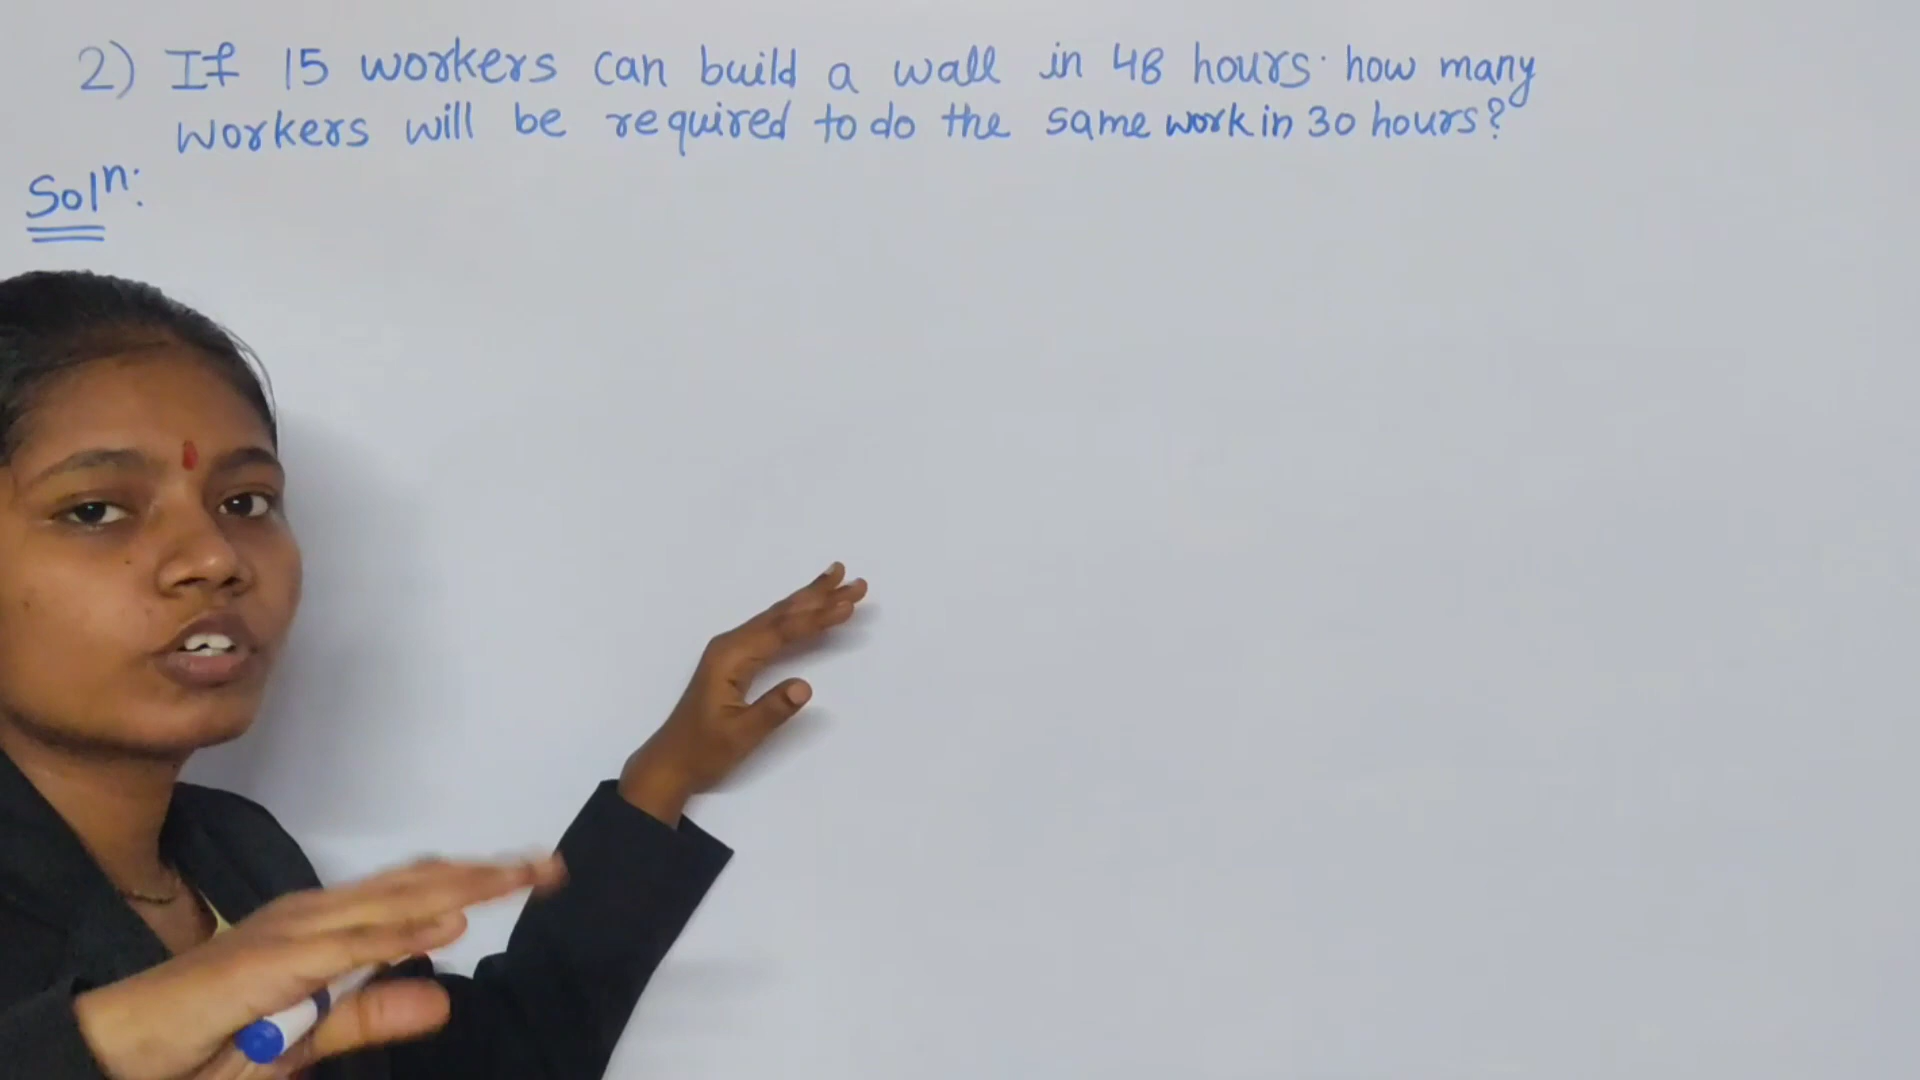 2) If 15 workers can build a wall in 48 hours. how many
workers will be required to do the same work in 30 hours?
Solⁿ: